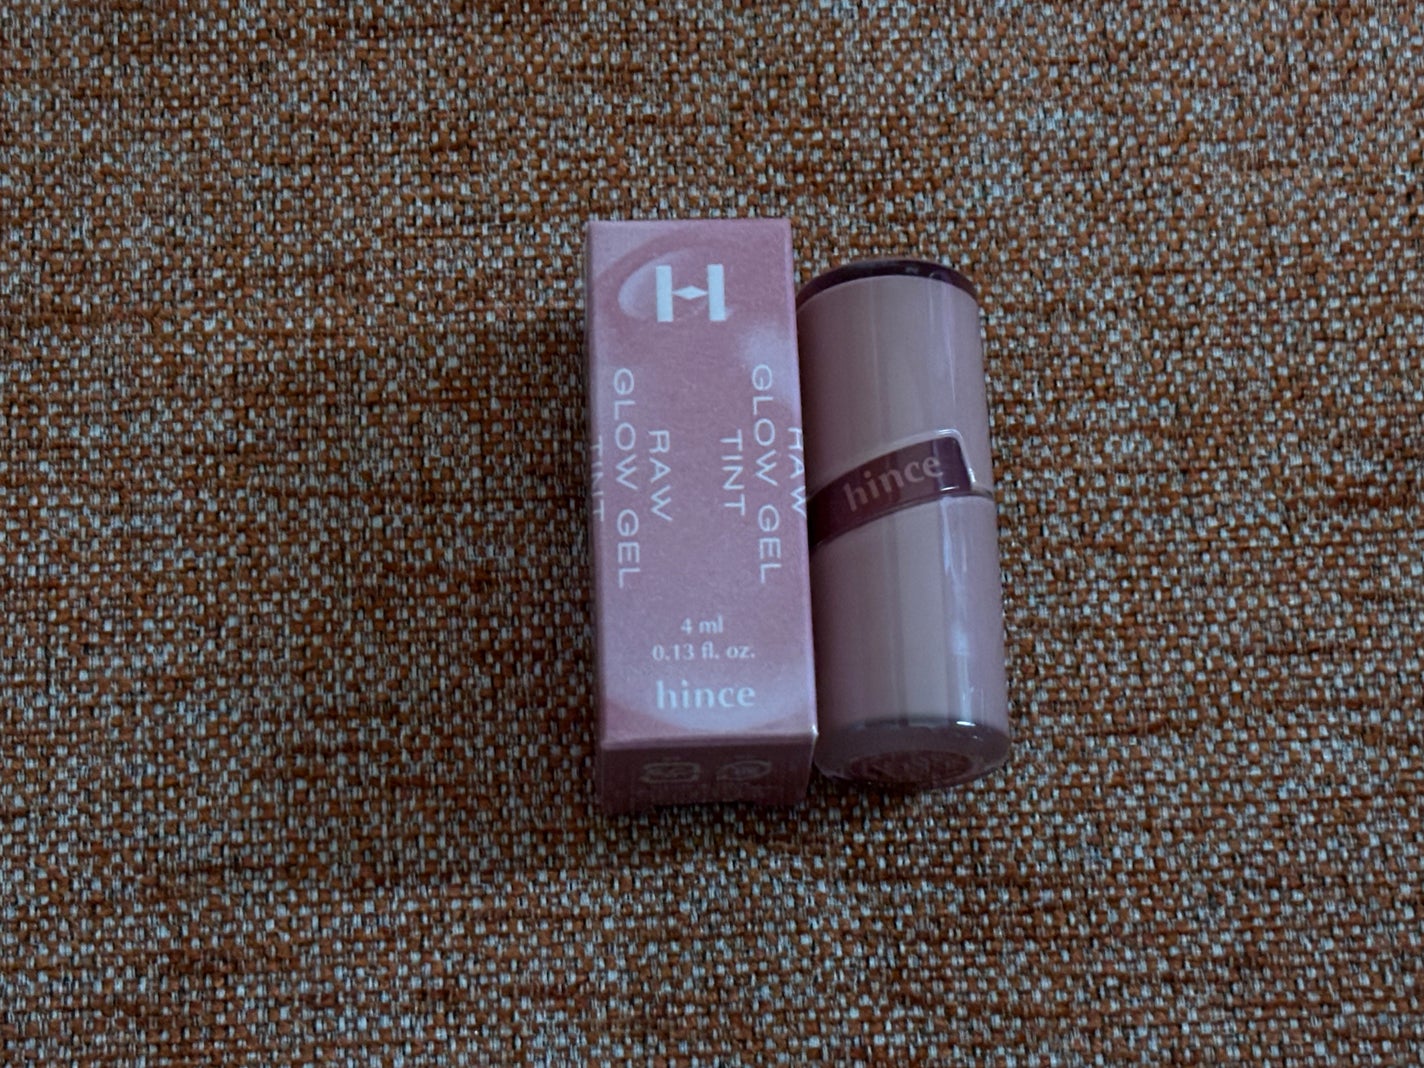 H
RAW
GLOW GEL
TINT
RAW
GLOW GEL
TINT
4 ml
0.13 fl. oz.
hince
hince